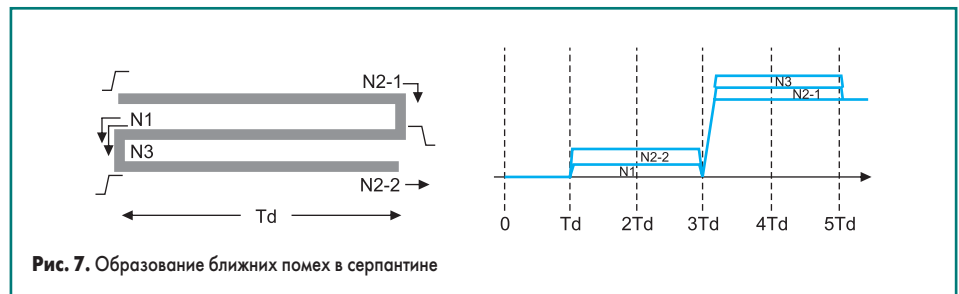 N2-1
N1
N3
N2-2
Td
N3
N2-1
N2-2
N1
0 Td 2Td 3Td 4Td 5Td
Рис. 7. Образование ближних помех в серпантине